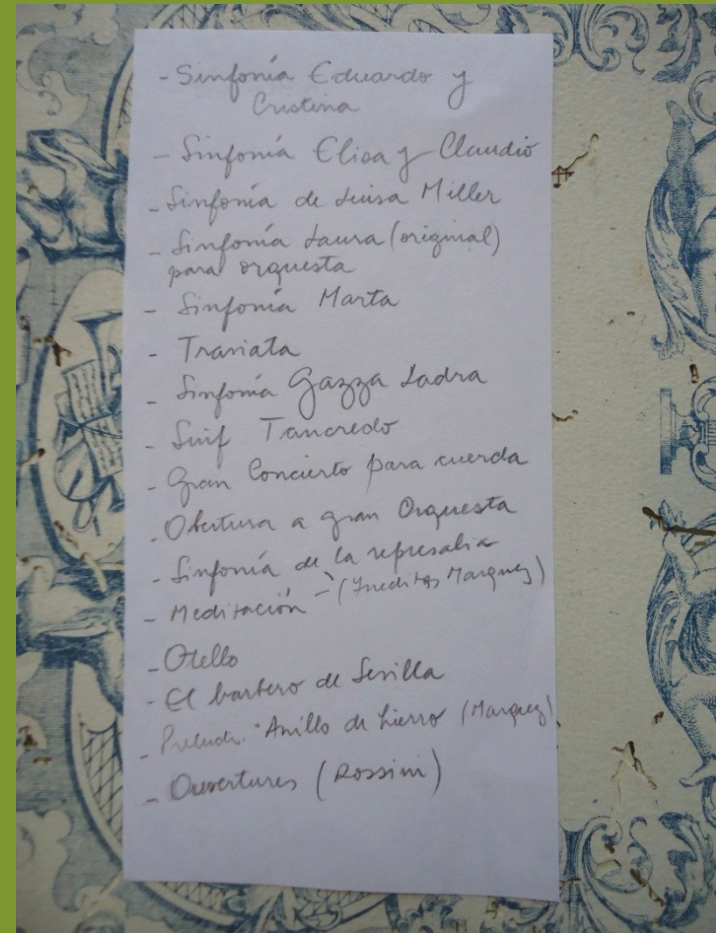 - Sinfonía Eduardo y
Cristina
- Sinfonía Elisa y Claudio
- Sinfonía de Luisa Miller
- Sinfonía Laura (original)
para orquesta
- Sinfonía Marta
- Traviata
- Sinfonía Gazza Ladra
- Sinf Tancredo
- Gran Concierto para cuerda
- Obertura a gran Orquesta
- Sinfonía de la represalia
- Meditación → (Ineditos Marquez)
- Otello
- El barbero de Sevilla
- Preludio "Anillo de hierro (Marquez)
- Ouvertures (Rossini)